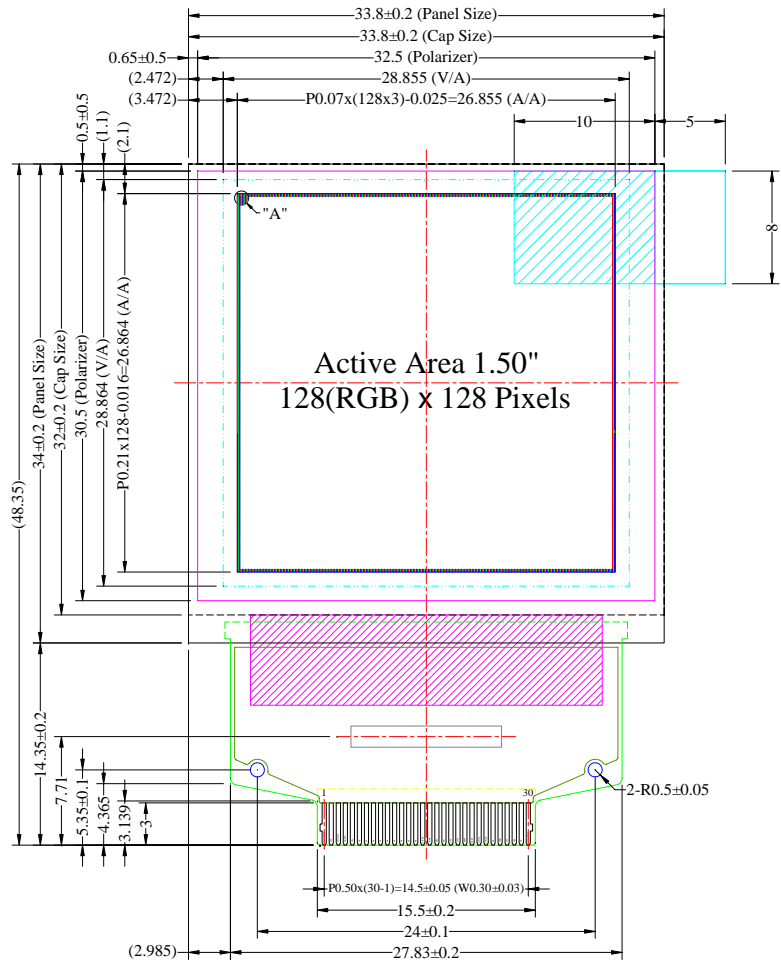 33.8±0.2 (Panel Size)
33.8±0.2 (Cap Size)
0.65±0.5
32.5 (Polarizer)
(2.472)
28.855 (V/A)
(3.472)
P0.07x(128x3)-0.025=26.855 (A/A)
0.5±0.5
(1.1)
(2.1)
10
5
8
"A"
Active Area 1.50"
128(RGB) x 128 Pixels
(48.35)
34±0.2 (Panel Size)
32±0.2 (Cap Size)
30.5 (Polarizer)
28.864 (V/A)
P0.21x128-0.016=26.864 (A/A)
14.35±0.2
7.71
5.35±0.1
4.365
3.139
3
1
30
2-R0.5±0.05
P0.50x(30-1)=14.5±0.05 (W0.30±0.03)
15.5±0.2
24±0.1
(2.985)
27.83±0.2